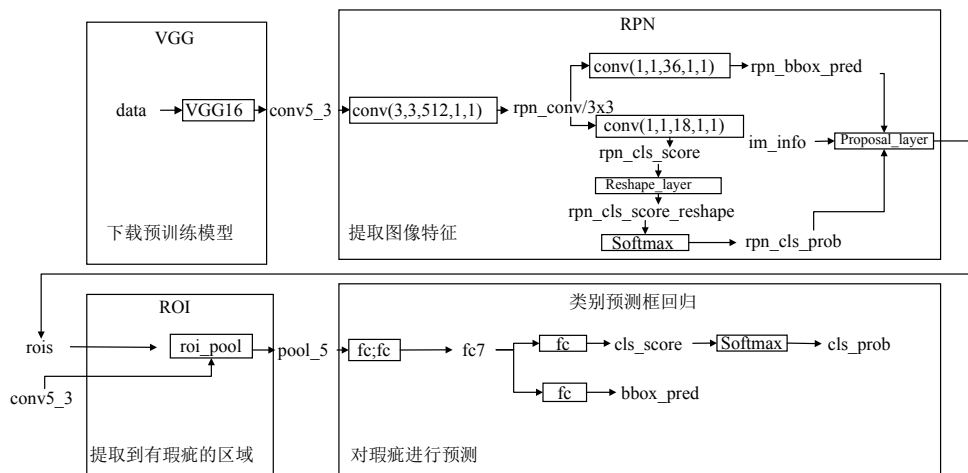 VGG
data
VGG16
conv5_3
下载预训练模型
RPN
conv(3,3,512,1,1)
rpn_conv/3x3
conv(1,1,36,1,1)
rpn_bbox_pred
conv(1,1,18,1,1)
rpn_cls_score
im_info
Proposal_layer
Reshape_layer
rpn_cls_score_reshape
Softmax
rpn_cls_prob
提取图像特征
ROI
rois
roi_pool
pool_5
conv5_3
提取到有瑕疵的区域
类别预测框回归
fc;fc
fc7
fc
cls_score
Softmax
cls_prob
fc
bbox_pred
对瑕疵进行预测